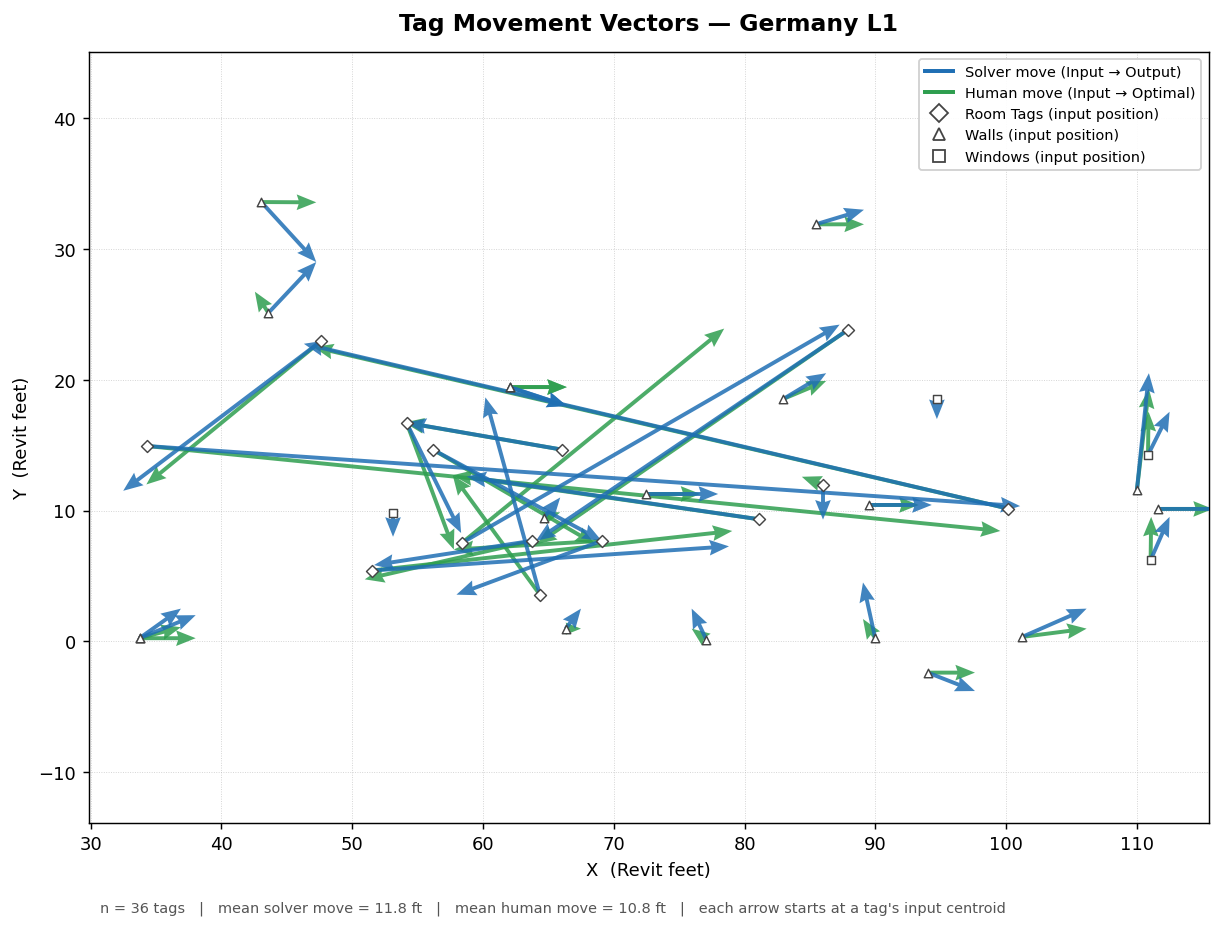 Tag Movement Vectors — Germany L1
Solver move (Input → Output)
Human move (Input → Optimal)
Room Tags (input position)
Walls (input position)
Windows (input position)
Y  (Revit feet)
40
30
20
10
0
−10
30 40 50 60 70 80 90 100 110
X  (Revit feet)
n = 36 tags   |   mean solver move = 11.8 ft   |   mean human move = 10.8 ft   |   each arrow starts at a tag's input centroid